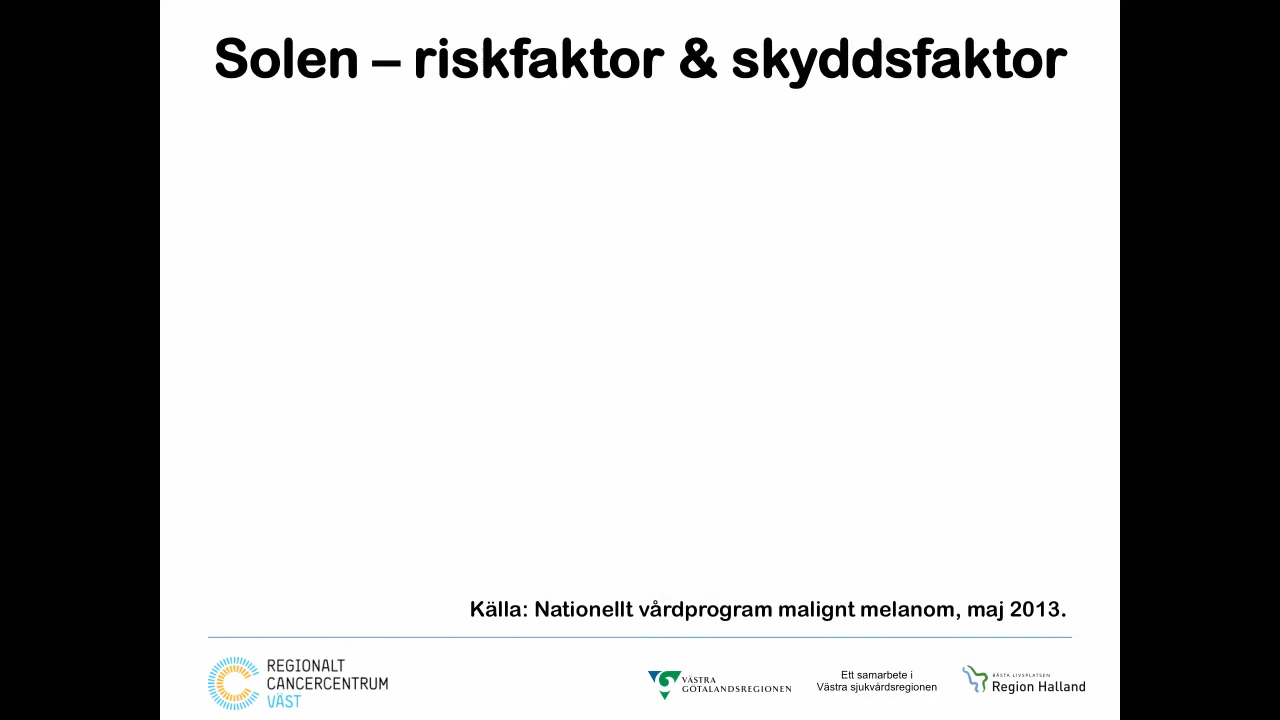 Solen – riskfaktor & skyddsfaktor
Källa: Nationellt vårdprogram malignt melanom, maj 2013.
REGIONALT
CANCERCENTRUM
VÄST
VÄSTRA
GÖTALANDSREGIONEN
Ett samarbete i
Västra sjukvårdsregionen
BÄSTA LIVSPLATSEN
Region Halland